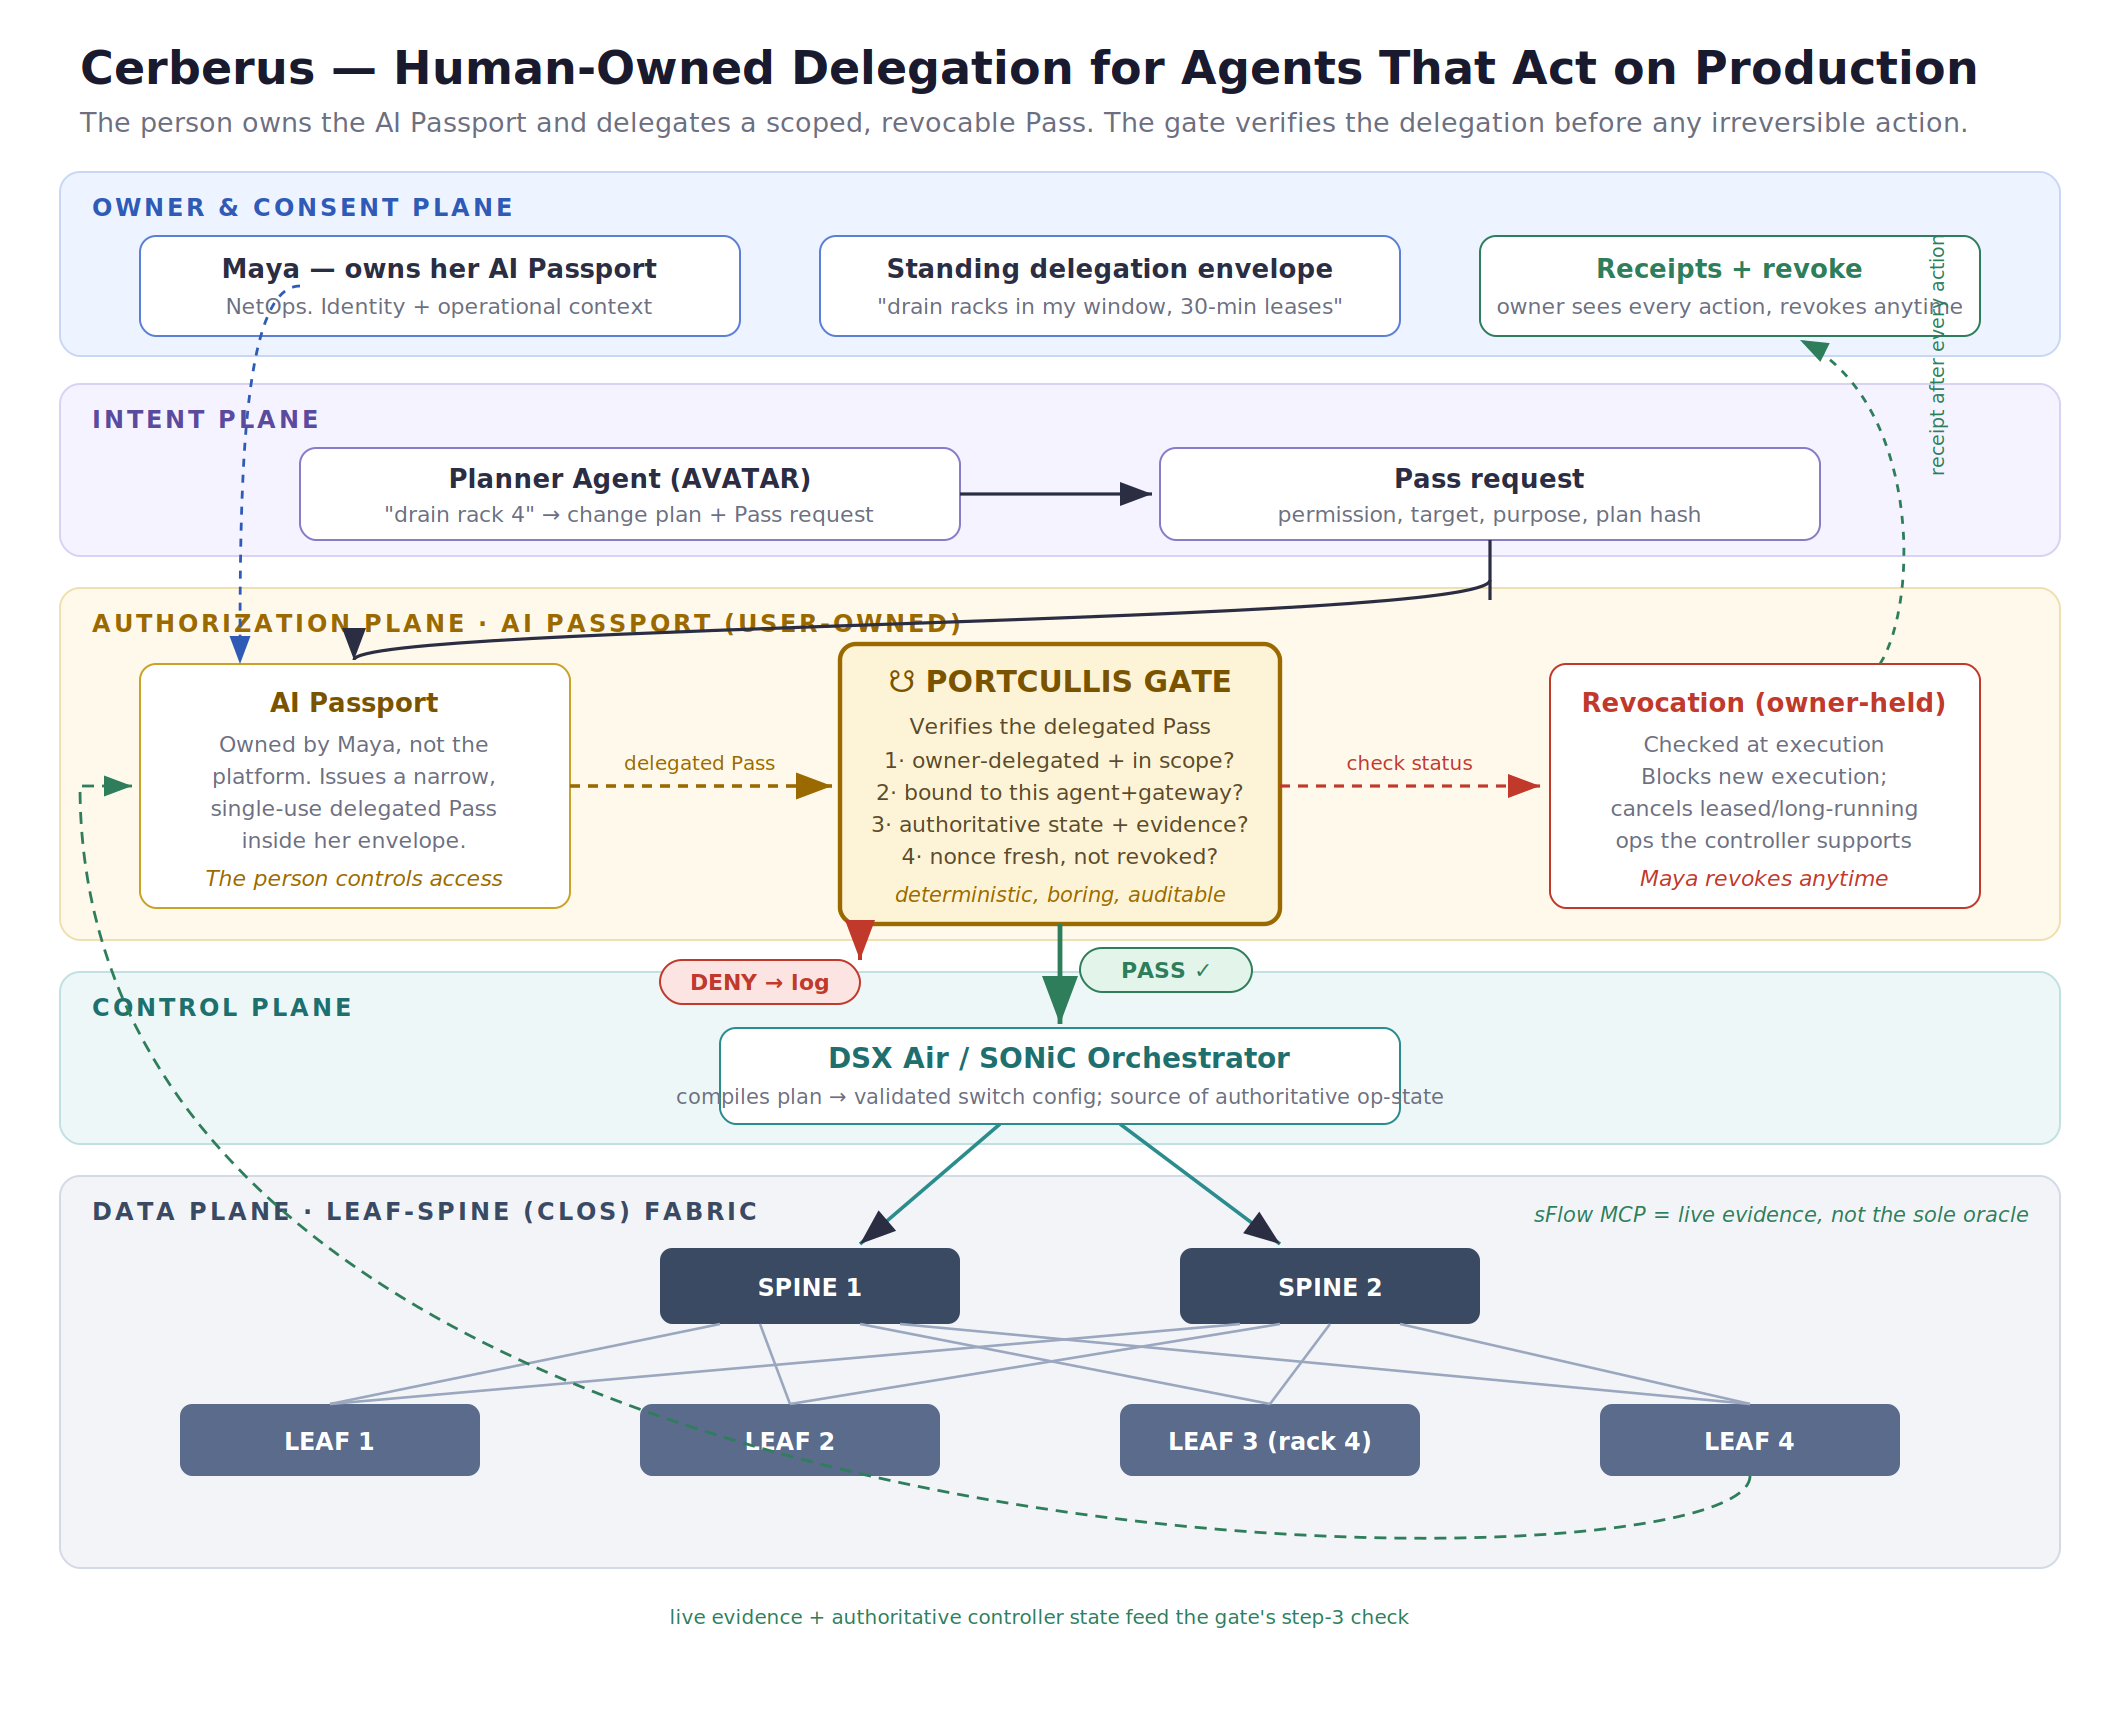 Cerberus — Human-Owned Delegation for Agents That Act on Production
The person owns the AI Passport and delegates a scoped, revocable Pass. The gate verifies the delegation before any irreversible action.
OWNER & CONSENT PLANE
Maya — owns her AI Passport
NetOps. Identity + operational context
Standing delegation envelope
"drain racks in my window, 30-min leases"
Receipts + revoke
owner sees every action, revokes anytime
receipt after every action
INTENT PLANE
Planner Agent (AVATAR)
"drain rack 4" → change plan + Pass request
Pass request
permission, target, purpose, plan hash
AUTHORIZATION PLANE · AI PASSPORT (USER-OWNED)
AI Passport
Owned by Maya, not the
platform. Issues a narrow,
single-use delegated Pass
inside her envelope.
The person controls access
delegated Pass
☋ PORTCULLIS GATE
Verifies the delegated Pass
1· owner-delegated + in scope?
2· bound to this agent+gateway?
3· authoritative state + evidence?
4· nonce fresh, not revoked?
deterministic, boring, auditable
check status
Revocation (owner-held)
Checked at execution
Blocks new execution;
cancels leased/long-running
ops the controller supports
Maya revokes anytime
DENY → log
PASS ✓
CONTROL PLANE
DSX Air / SONiC Orchestrator
compiles plan → validated switch config; source of authoritative op-state
DATA PLANE · LEAF-SPINE (CLOS) FABRIC
sFlow MCP = live evidence, not the sole oracle
SPINE 1
SPINE 2
LEAF 1
LEAF 2
LEAF 3 (rack 4)
LEAF 4
live evidence + authoritative controller state feed the gate's step-3 check